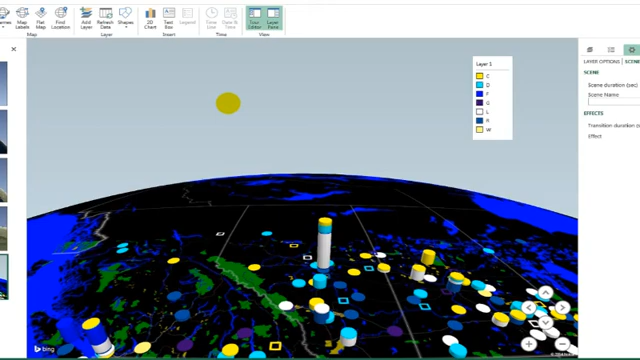 Map Labels
Flat Map
Find Location
Add Layer
Refresh Data
Shapes
2D Chart
Text Box
Legend
Time Line
Date & Time
Tour Editor
Layer Pane
Map
Layer
Insert
Time
View
Layer 1
C
D
F
G
L
R
W
LAYER OPTIONS
SCENE
Scene duration (sec)
Scene Name
EFFECTS
Transition duration
Effect
bing